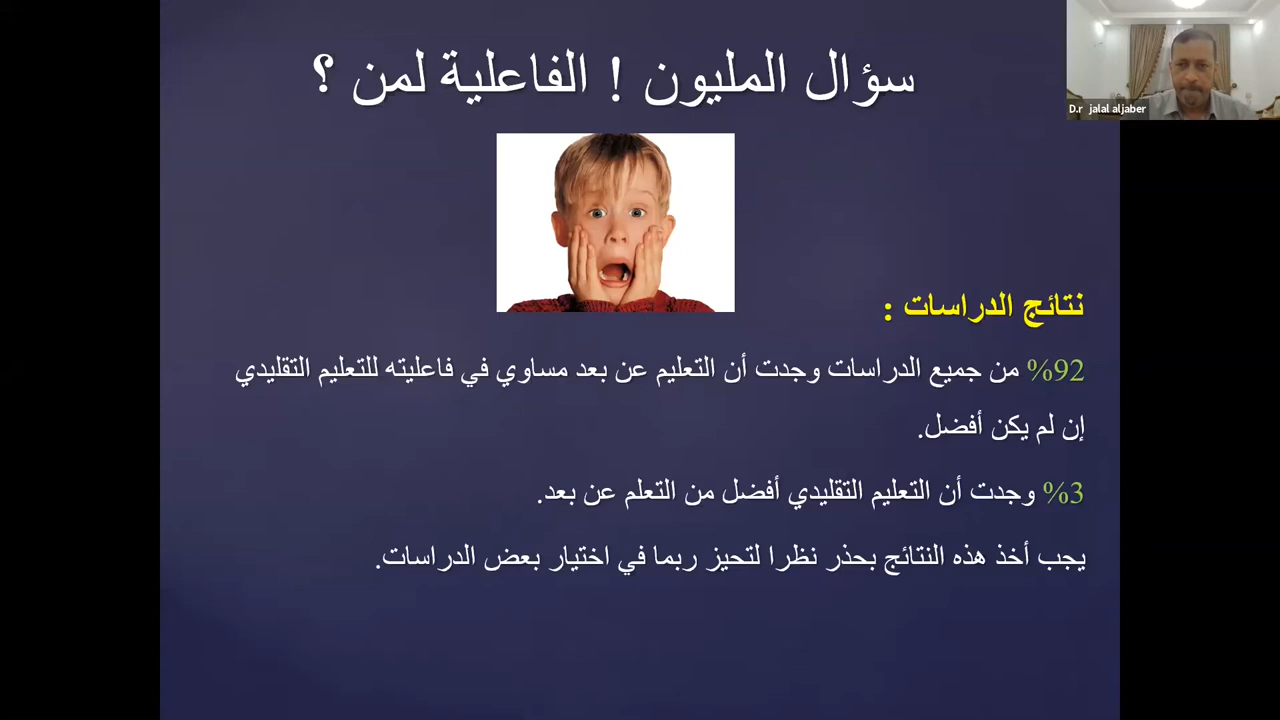 سؤال المليون ! الفاعلية لمن ؟
D.r jalal aljaber
نتائج الدراسات :
92% من جميع الدراسات وجدت أن التعليم عن بعد مساوي في فاعليته للتعليم التقليدي
إن لم يكن أفضل.
3% وجدت أن التعليم التقليدي أفضل من التعلم عن بعد.
يجب أخذ هذه النتائج بحذر نظرا لتحيز ربما في اختيار بعض الدراسات.